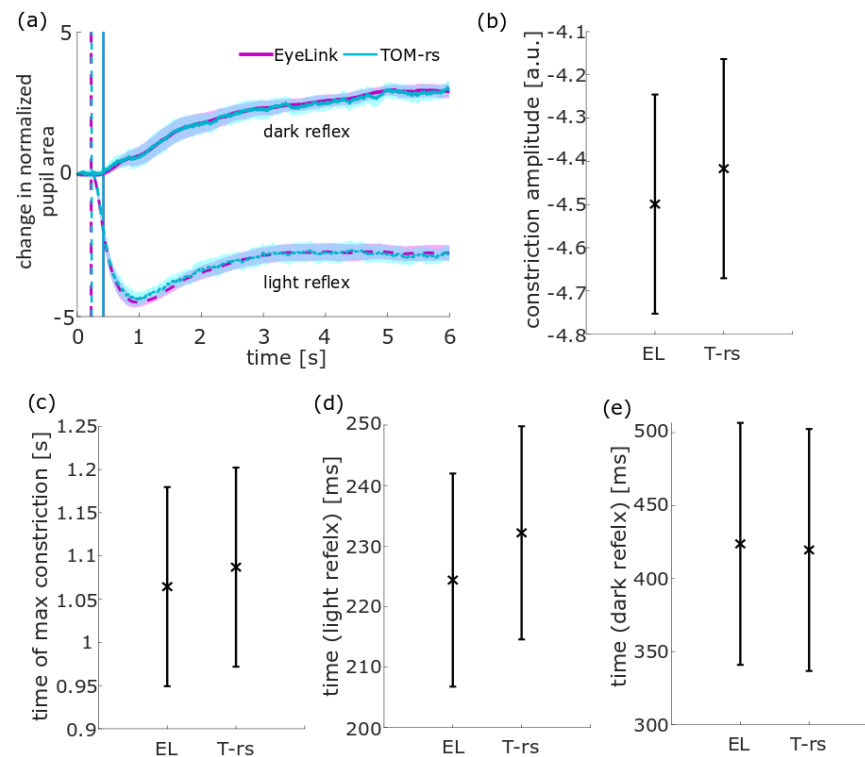 (a)
5
0
-5
change in normalized
pupil area
EyeLink
TOM-rs
dark reflex
light reflex
0 1 2 3 4 5 6
time [s]
(b)
constriction amplitude [a.u.]
-4.1
-4.2
-4.3
-4.4
-4.5
-4.6
-4.7
-4.8
EL T-rs
(c)
time of max constriction [s]
1.25
1.2
1.08
1.08
1.05
1
0.95
0.9
EL T-rs
(d)
time (light refelx) [ms]
250
240
230
220
210
200
EL T-rs
(e)
time (dark refelx) [ms]
500
450
420
350
300
EL T-rs